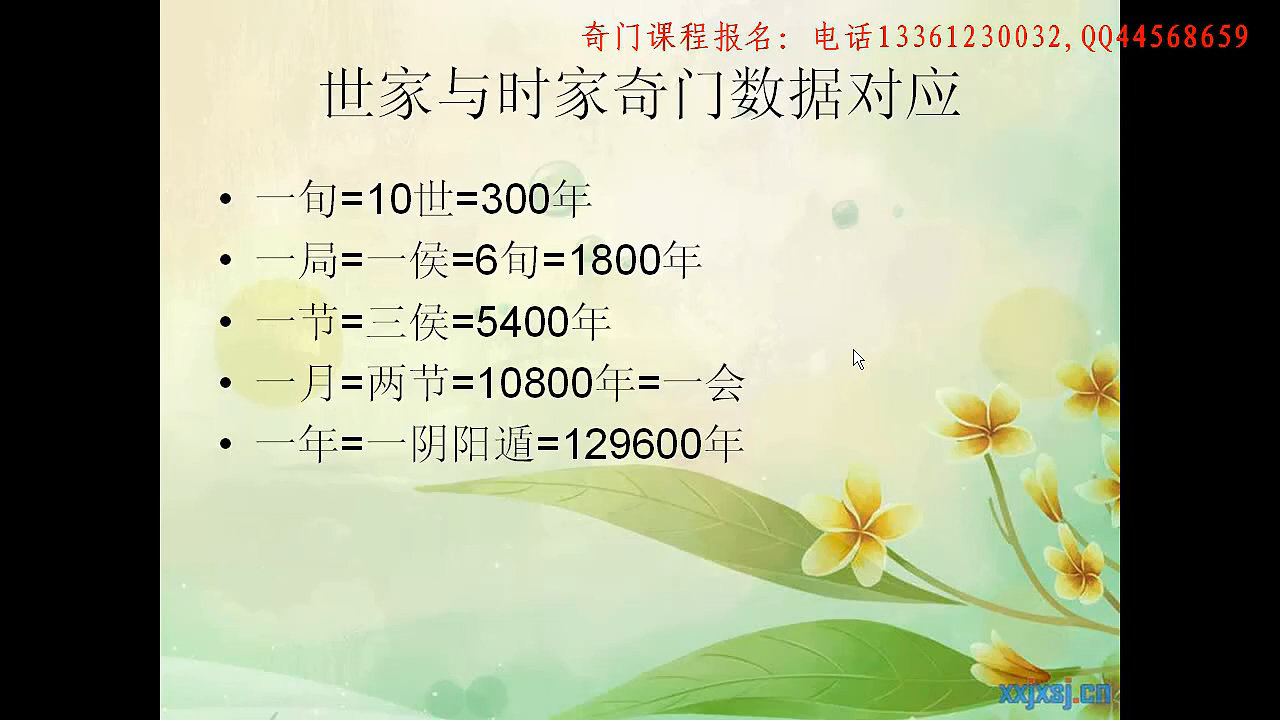 奇门课程报名：电话13361230032,QQ44568659
世家与时家奇门数据对应
• 一旬=10世=300年
• 一局=一侯=6旬=1800年
• 一节=三侯=5400年
• 一月=两节=10800年=一会
• 一年=一阴阳遁=129600年
xxjxsj.cn